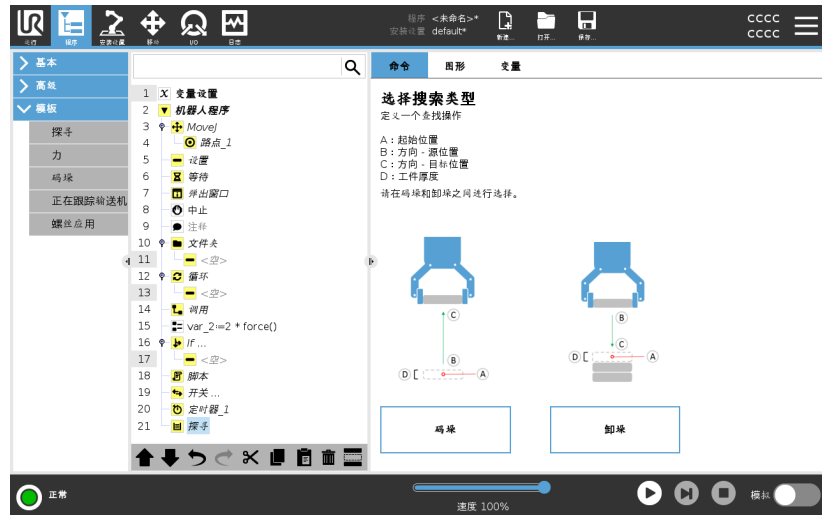 UR
运行
程序
安装设置
移动
I/O
日志
程序 <未命名>*
安装设置 default*
新建...
打开...
保存...
cccc
cccc
基本
高级
模板
探寻
力
码垛
正在跟踪输送机
螺丝应用
1 X 变量设置
2 机器人程序
3 MoveJ
4 路点_1
5 设置
6 等待
7 弹出窗口
8 中止
9 注释
10 文件夹
11 <空>
12 循环
13 <空>
14 调用
15 var_2≔2 * force()
16 If ...
17 <空>
18 脚本
19 开关 ...
20 定时器_1
21 探寻
命令 图形 变量
选择搜索类型
定义一个查找操作
A：起始位置
B：方向 - 源位置
C：方向 - 目标位置
D：工件厚度
请在码垛和卸垛之间进行选择。
C
B
D
A
B
C
D
A
码垛
卸垛
正常
速度 100%
模拟